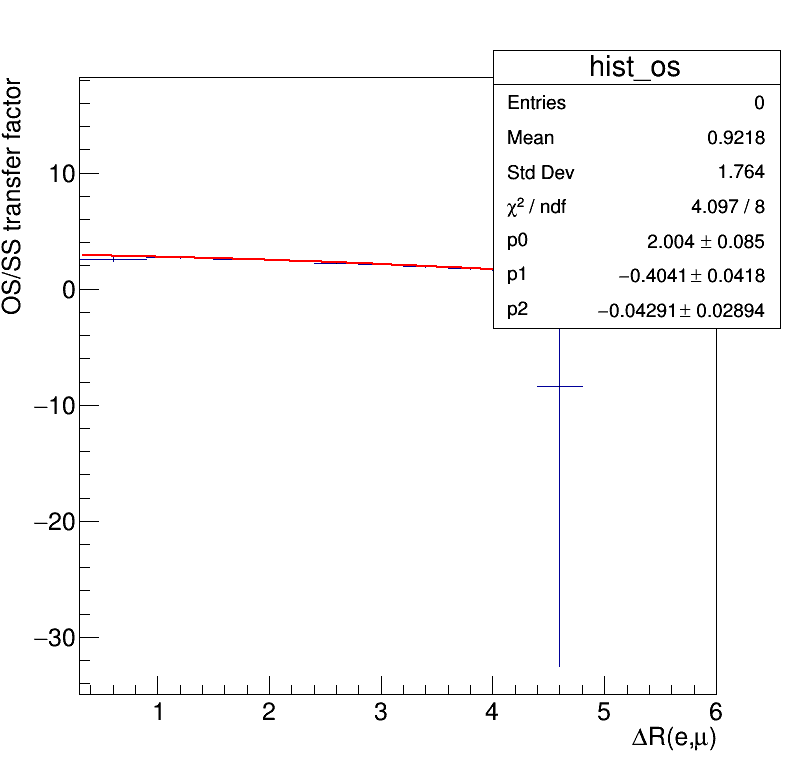 hist_os
Entries 0
Mean 0.9218
Std Dev 1.764
χ² / ndf 4.097 / 8
p0 2.004 ± 0.085
p1 −0.4041 ± 0.0418
p2 −0.04291 ± 0.02894
OS/SS transfer factor
10
0
−10
−20
−30
1 2 3 4 5 6
ΔR(e,μ)